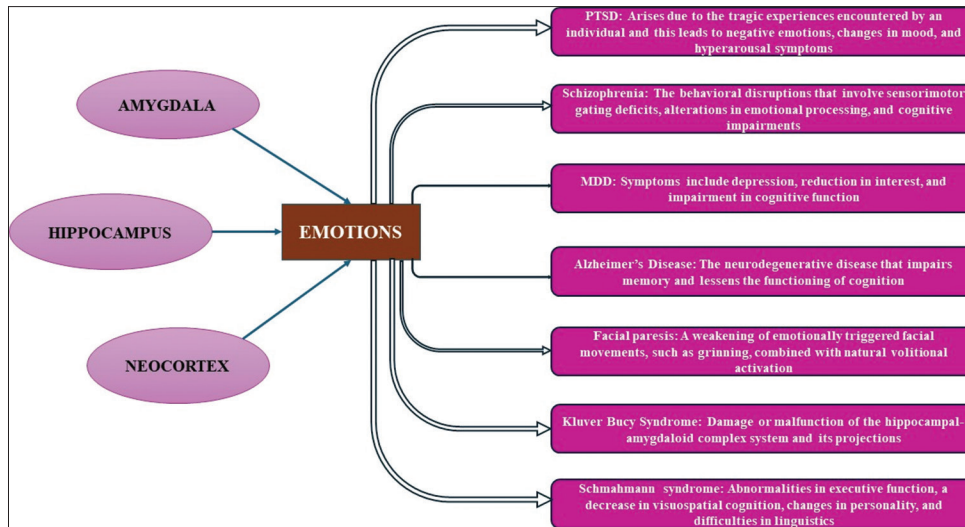 AMYGDALA
HIPPOCAMPUS
NEOCORTEX
EMOTIONS
PTSD: Arises due to the tragic experiences encountered by an
individual and this leads to negative emotions, changes in mood, and
hyperarousal symptoms
Schizophrenia: The behavioral disruptions that involve sensorimotor
gating deficits, alterations in emotional processing, and cognitive
impairments
MDD: Symptoms include depression, reduction in interest, and
impairment in cognitive function
Alzheimer's Disease: The neurodegenerative disease that impairs
memory and lessens the functioning of cognition
Facial paresis: A weakening of emotionally triggered facial
movements, such as grinning, combined with natural volitional
activation
Kluver Bucy Syndrome: Damage or malfunction of the hippocampal-
amygdaloid complex system and its projections
Schmahmann syndrome: Abnormalities in executive function, a
decrease in visuospatial cognition, changes in personality, and
difficulties in linguistics